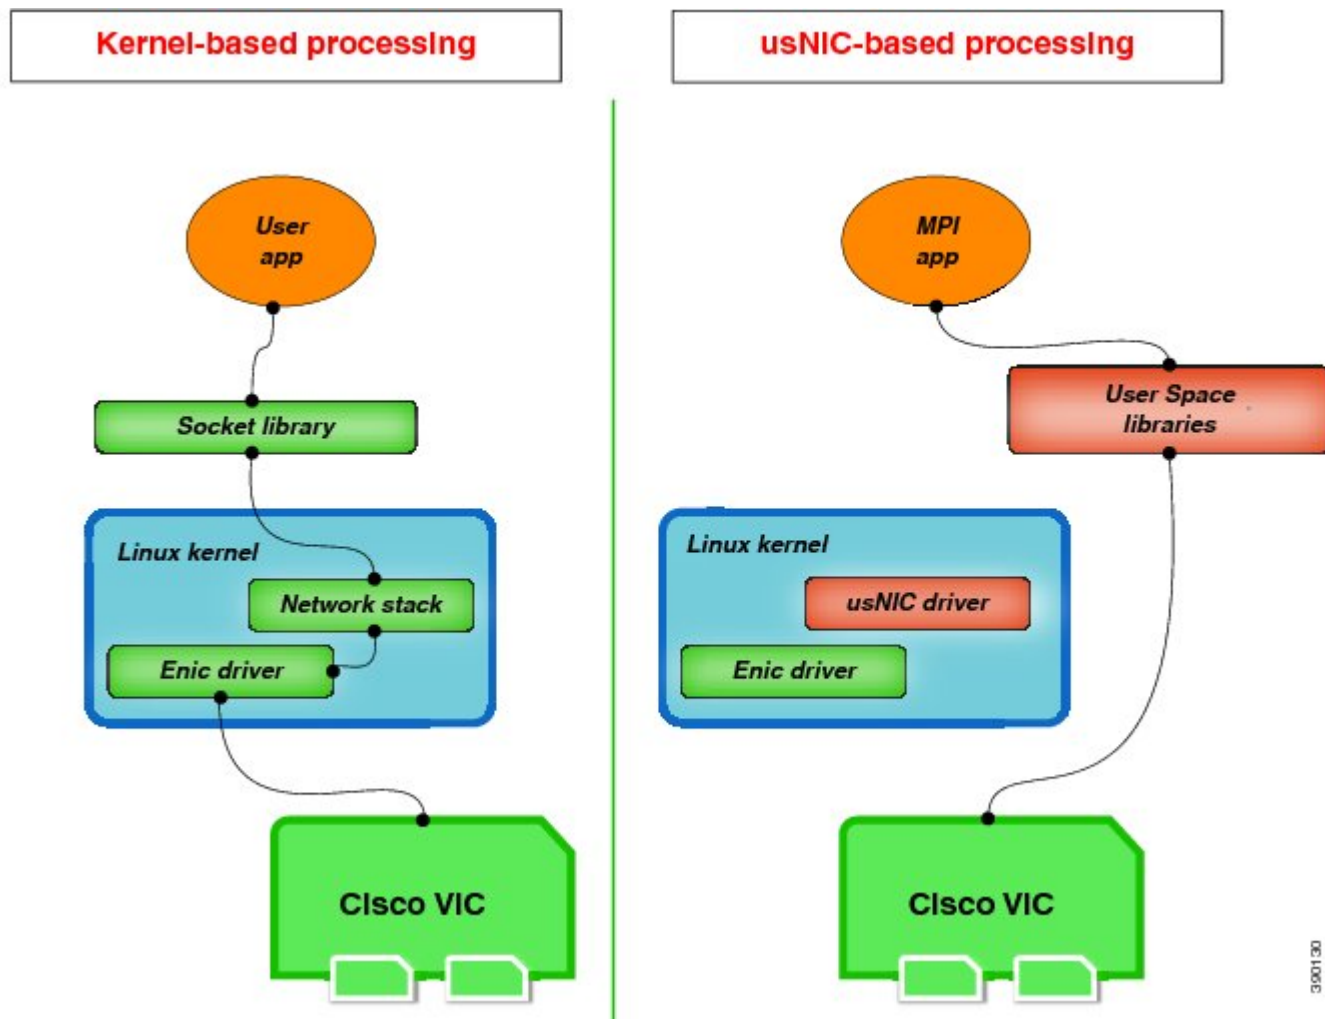 Kernel-based processing
usNIC-based processing
User
app
Socket library
Linux kernel
Network stack
Enic driver
Cisco VIC
MPI
app
User Space
libraries
Linux kernel
usNIC driver
Enic driver
Cisco VIC
390130